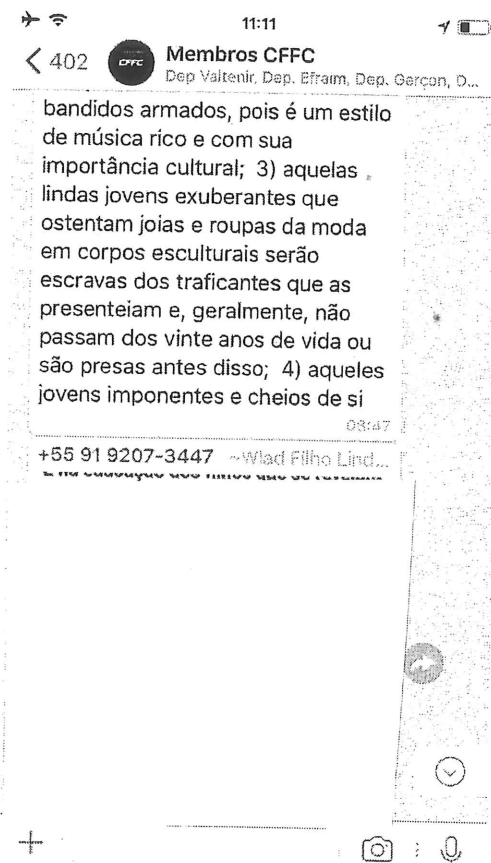 11:11
402
CFFC
Membros CFFC
Dep Valtenir, Dep. Efraim, Dep. Gerçon, D...
bandidos armados, pois é um estilo
de música rico e com sua
importância cultural; 3) aquelas
lindas jovens exuberantes que
ostentam joias e roupas da moda
em corpos esculturais serão
escravas dos traficantes que as
presenteiam e, geralmente, não
passam dos vinte anos de vida ou
são presas antes disso; 4) aqueles
jovens imponentes e cheios de si
08:47
+55 91 9207-3447 ~Wlad Filho Lind...